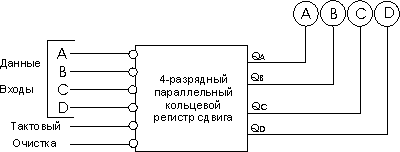 A B C D
Данные
Входы
A
B
C
D
Тактовый
Очистка
4-разрядный
параллельный
кольцевой
регистр сдвига
QA
QB
QC
QD